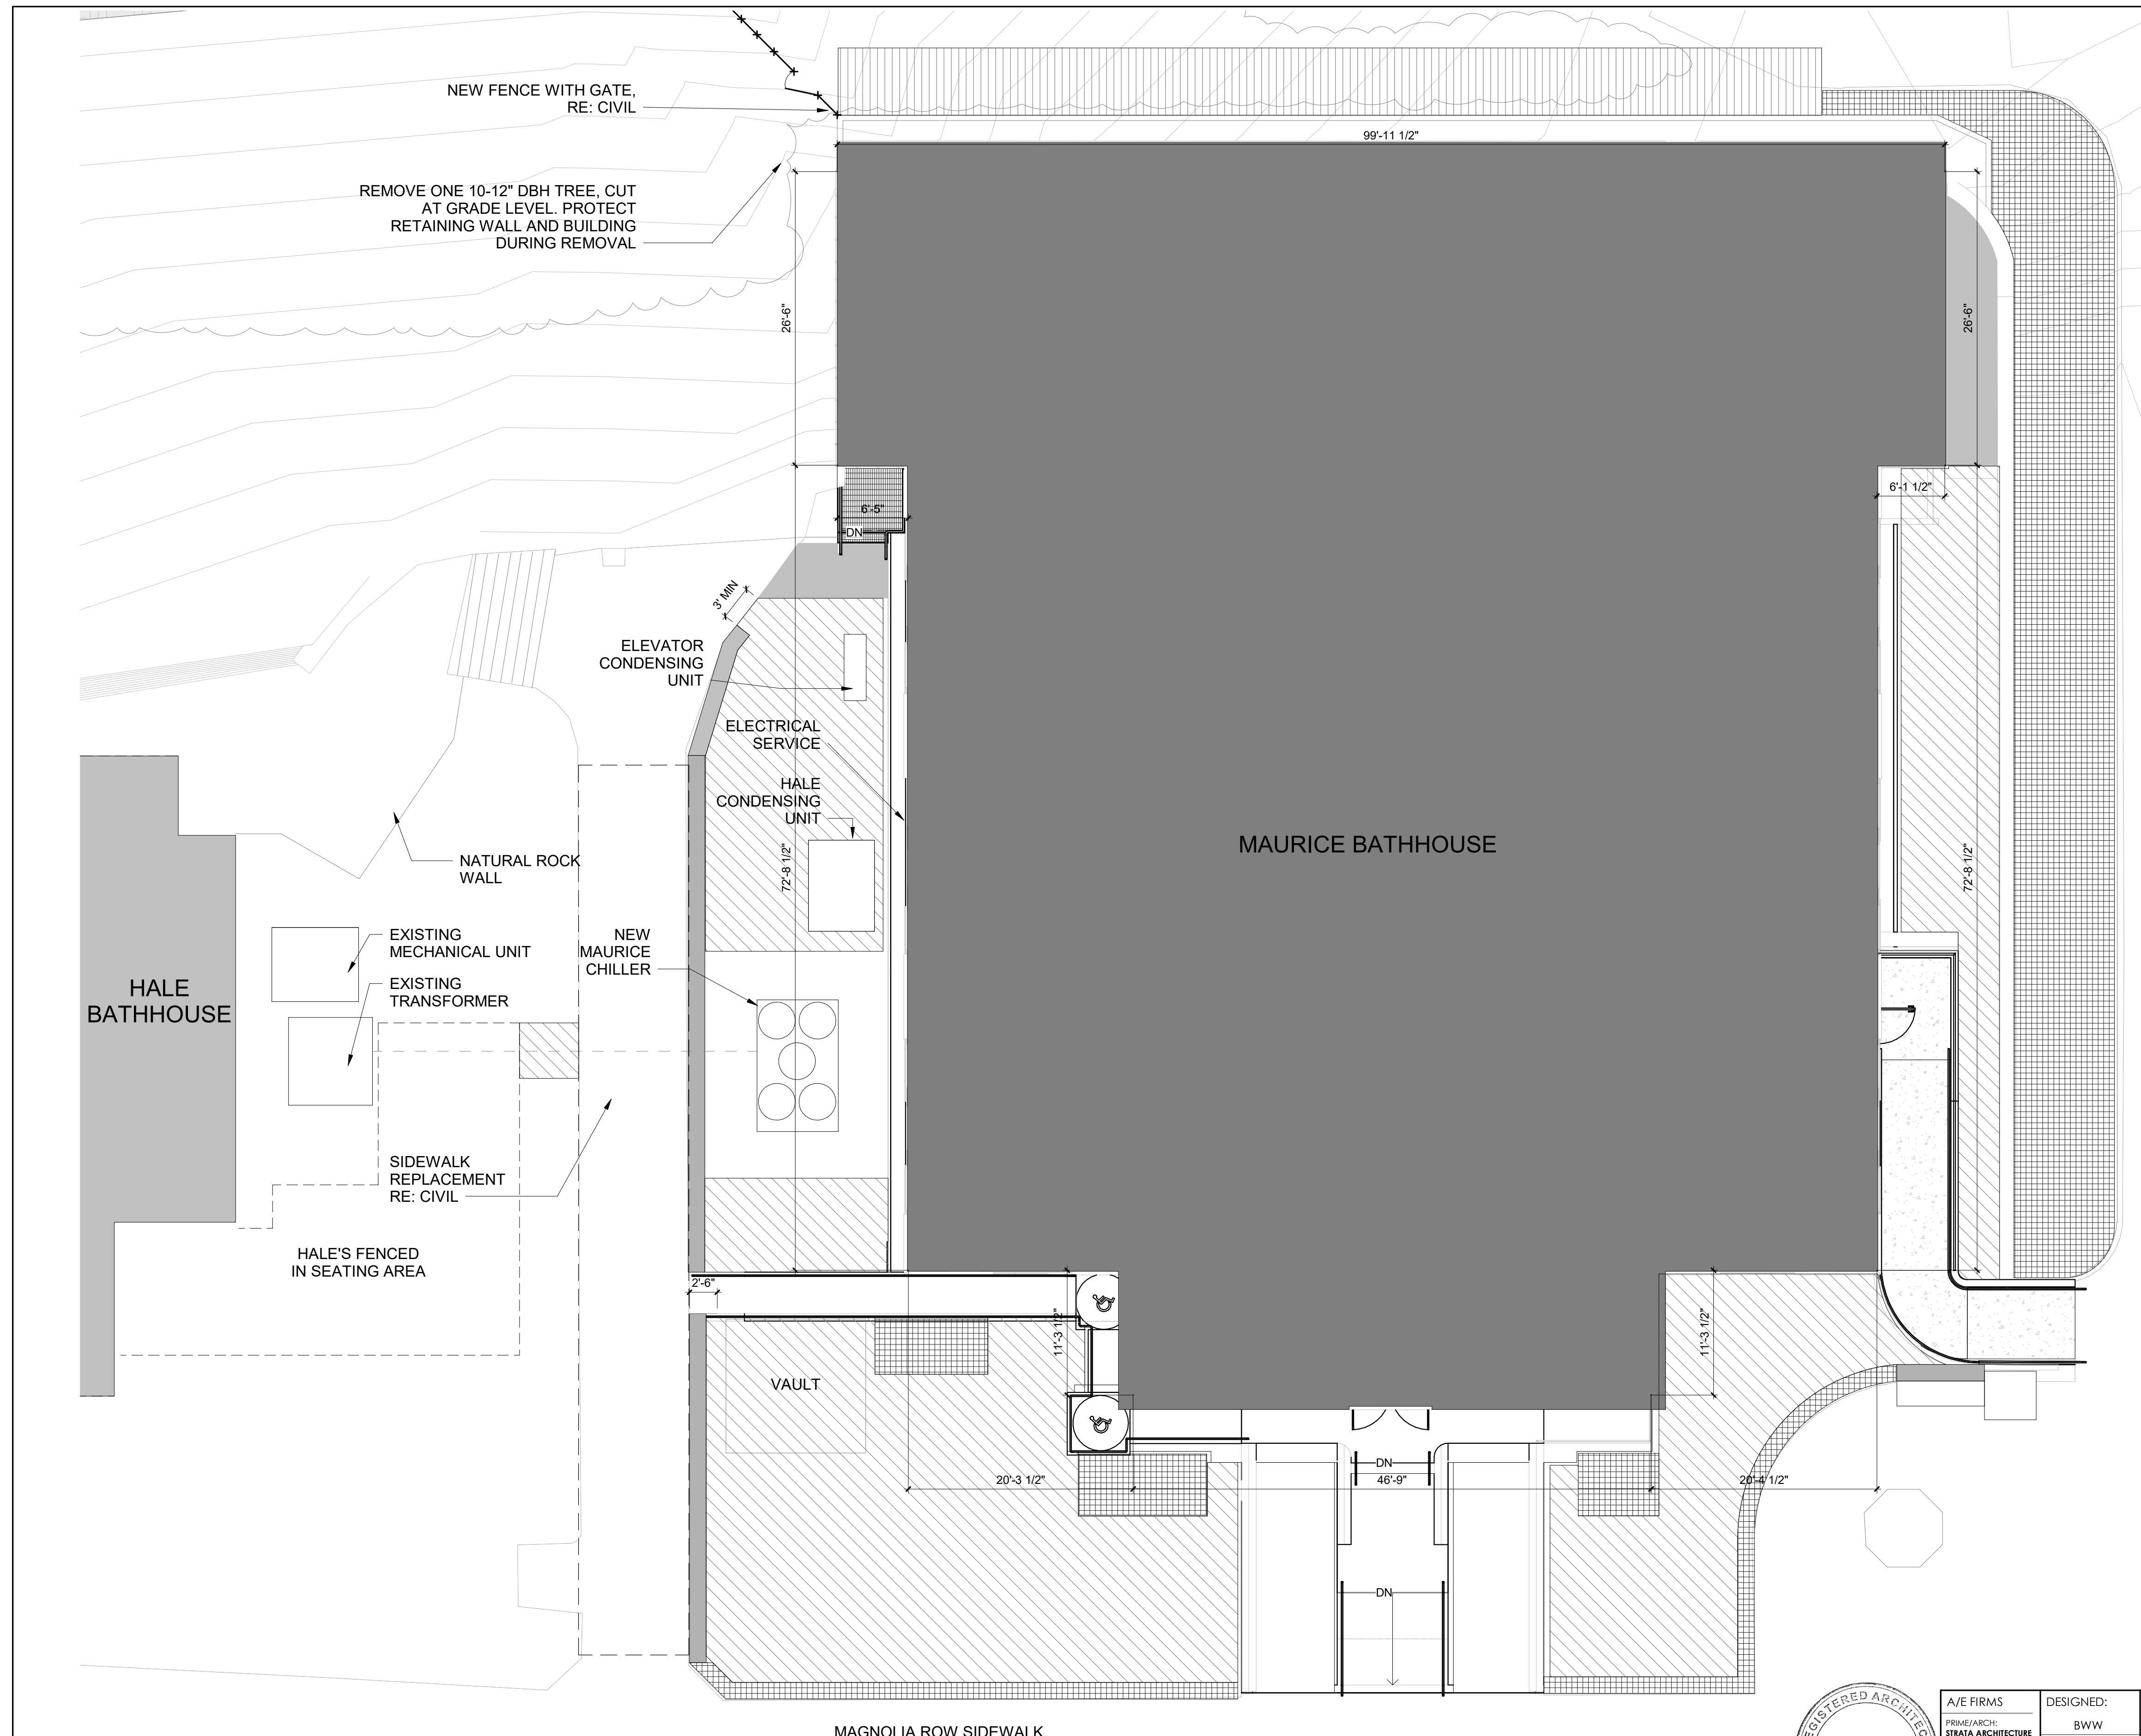 NEW FENCE WITH GATE,
RE: CIVIL
99'-11 1/2"
REMOVE ONE 10-12" DBH TREE, CUT
AT GRADE LEVEL. PROTECT
RETAINING WALL AND BUILDING
DURING REMOVAL
26'-6"
26'-6"
6'-1 1/2"
6'-5"
DN
3' MIN
ELEVATOR
CONDENSING
UNIT
ELECTRICAL
SERVICE
HALE
CONDENSING
UNIT
72'-8 1/2"
MAURICE BATHHOUSE
72'-8 1/2"
NATURAL ROCK
WALL
EXISTING
MECHANICAL UNIT
NEW
MAURICE
CHILLER
EXISTING
TRANSFORMER
HALE
BATHHOUSE
SIDEWALK
REPLACEMENT
RE: CIVIL
HALE'S FENCED
IN SEATING AREA
2'-6"
11'-3 1/2"
11'-3 1/2"
VAULT
DN
20'-3 1/2"
46'-9"
20'-4 1/2"
DN
MAGNOLIA ROW SIDEWALK
A/E FIRMS
DESIGNED:
PRIME/ARCH:
STRATA ARCHITECTURE
BWW